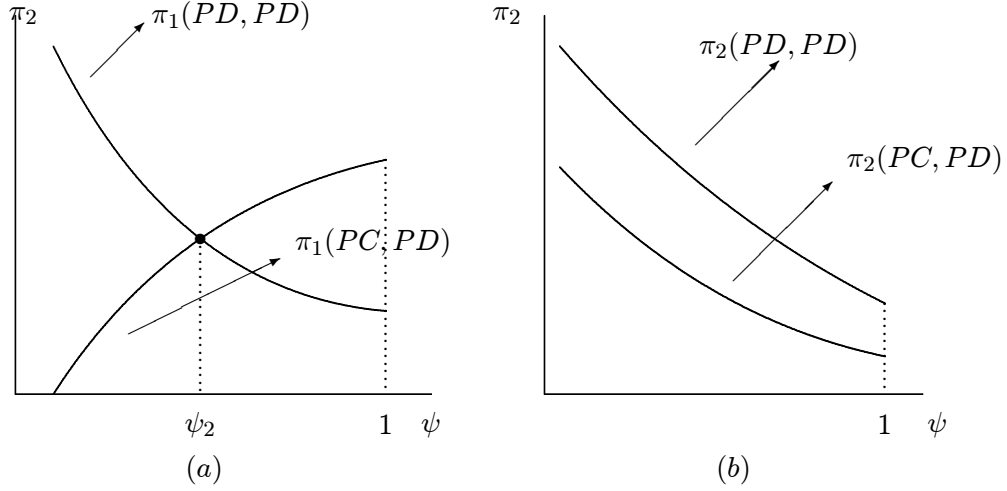 π₂
π₁(PD, PD)
π₁(PC, PD)
ψ₂
1
ψ
(a)
π₂
π₂(PD, PD)
π₂(PC, PD)
1
ψ
(b)